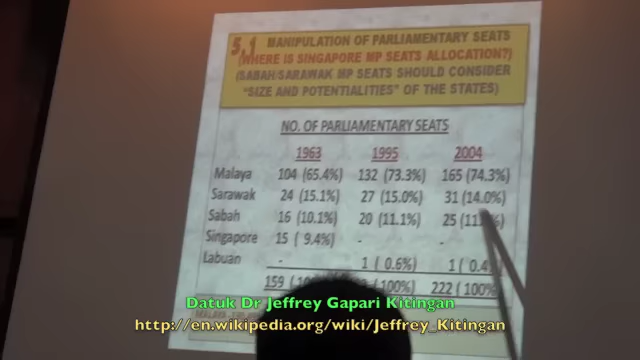 5.1 MANIPULATION OF PARLIAMENTARY SEATS
(WHERE IS SINGAPORE MP SEATS ALLOCATION?)
(SABAH/SARAWAK MP SEATS SHOULD CONSIDER
"SIZE AND POTENTIALITIES" OF THE STATES)
NO. OF PARLIAMENTARY SEATS
1963 1995 2004
Malaya 104 (65.4%) 132 (73.3%) 165 (74.3%)
Sarawak 24 (15.1%) 27 (15.0%) 31 (14.0%)
Sabah 16 (10.1%) 20 (11.1%) 25
Singapore 15 ( 9.4%) - -
Labuan - 1 ( 0.6%) 1
159 (100%) 222 (100%
Datuk Dr Jeffrey Gapari Kitingan
http://en.wikipedia.org/wiki/Jeffrey_Kitingan